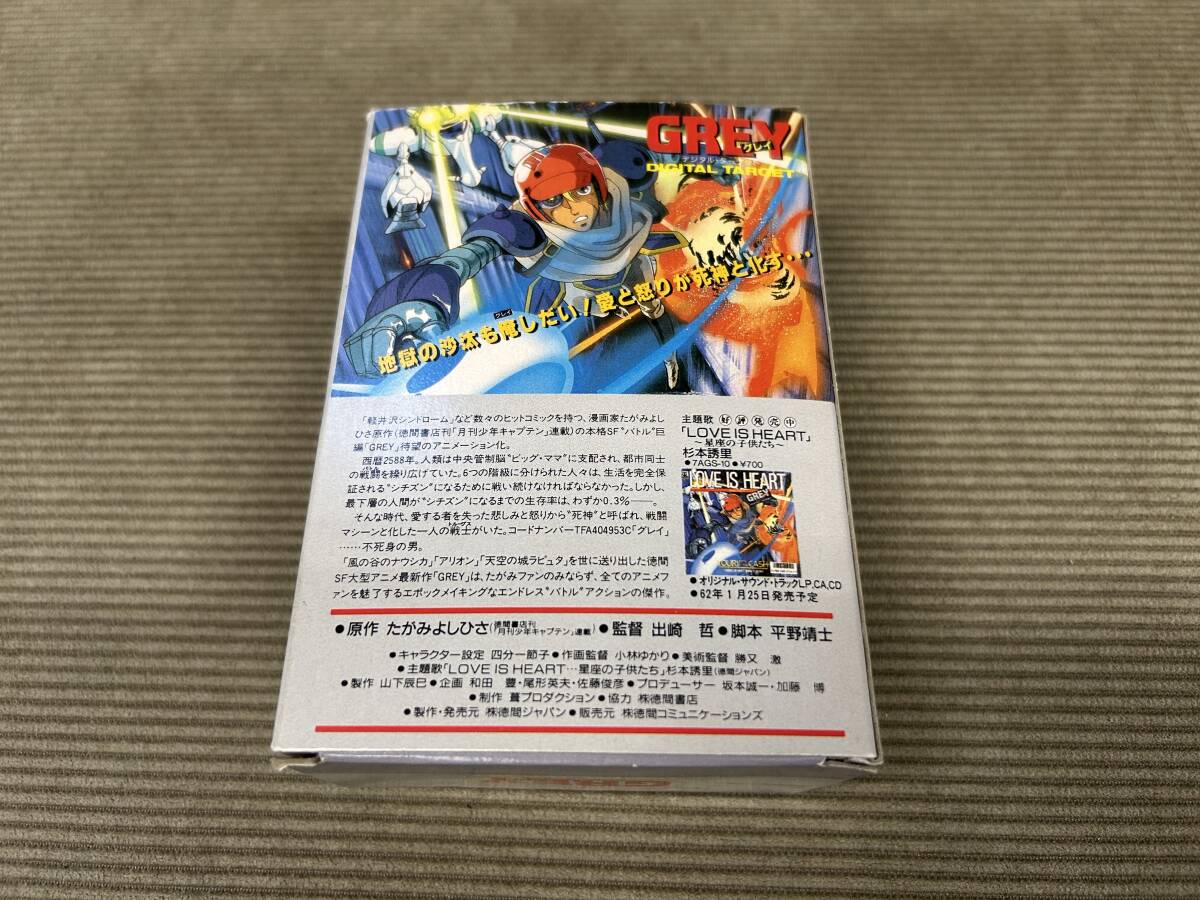 GREY
グレイ
デジタル・ターゲット
DIGITAL TARGET
地獄の沙汰も俺しだい!愛と怒りが死神と化す・・・
グレイ
「軽井沢シンドローム」など数々のヒットコミックを持つ、漫画家たがみよし
ひさ原作(徳間書店刊「月刊少年キャプテン」連載)の本格SF"バトル"巨
編「GREY」待望のアニメーション化。
西暦2588年。人類は中央管制脳"ビッグ・ママ"に支配され、都市同士
の戦闘を繰り広げていた。6つの階級に分けられた人々は、生活を完全保
バトル
証される"シチズン"になるために戦い続けなければならなかった。しかし、
最下層の人間が"シチズン"になるまでの生存率は、わずか0.3%——。
そんな時代、愛する者を失った悲しみと怒りから"死神"と呼ばれ、戦闘
マシーンと化した一人の戦士がいた。コードナンバーTFA404953C「グレイ」
トループス
……不死身の男。
「風の谷のナウシカ」「アリオン」「天空の城ラピュタ」を世に送り出した徳間
SF大型アニメ最新作「GREY」は、たがみファンのみならず、全てのアニメフ
ァンを魅了するエポックメイキングなエンドレス"バトル"アクションの傑作。
主題歌 好評発売中
「LOVE IS HEART」
〜星座の子供たち〜
杉本誘里
●7AGS-10●¥700
LOVE IS HEART
GREY
●オリジナル・サウンド・トラックLP,CA,CD
●62年1月25日発売予定
●原作 たがみよしひさ(徳間書店刊「月刊少年キャプテン」連載)●監督 出崎 哲●脚本 平野靖士
●キャラクター設定 四分一節子●作画監督 小林ゆかり●美術監督 勝又 激
●主題歌「LOVE IS HEART…星座の子供たち」杉本誘里(徳間ジャパン)
●製作 山下辰巳●企画 和田 豊・尾形英夫・佐藤俊彦●プロデューサー 坂本誠一・加藤 博
●制作 葦プロダクション●協力 株徳間書店
●製作・発売元 株徳間ジャパン●販売元 株徳間コミュニケーションズ